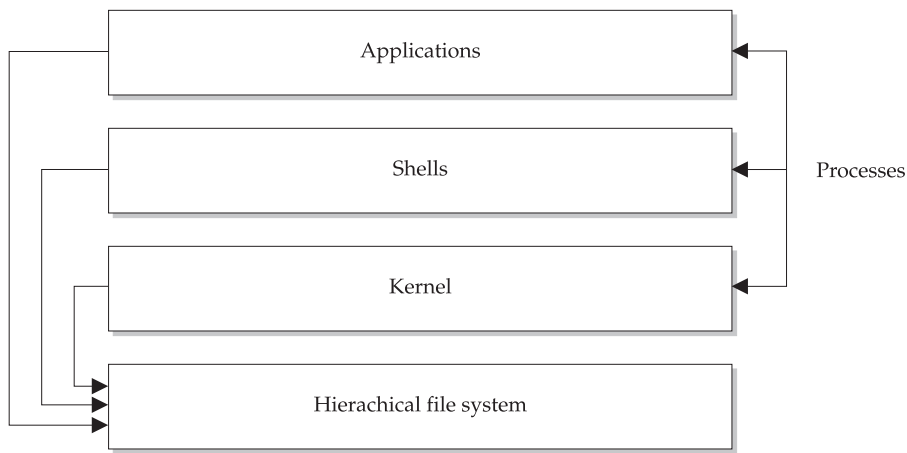 Applications
Shells
Processes
Kernel
Hierachical file system